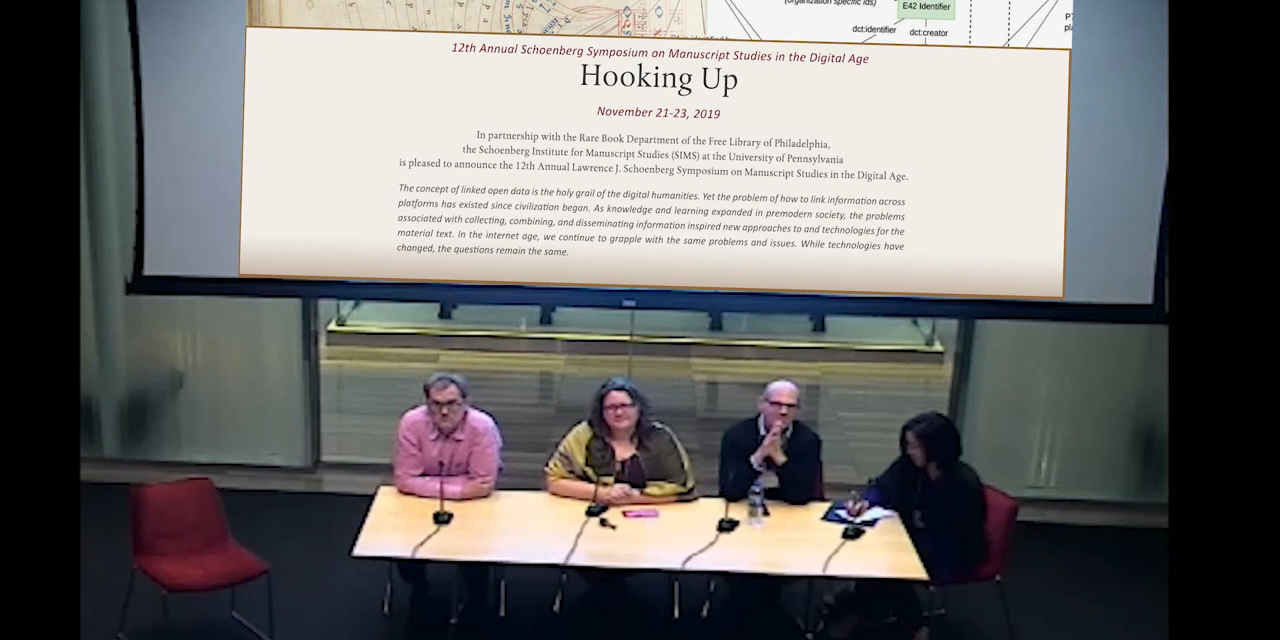 (organization specific ids)
E42 Identifier
P7
pla
dct:identifier dct:creator
12th Annual Schoenberg Symposium on Manuscript Studies in the Digital Age
Hooking Up
November 21-23, 2019
In partnership with the Rare Book Department of the Free Library of Philadelphia,
the Schoenberg Institute for Manuscript Studies (SIMS) at the University of Pennsylvania
is pleased to announce the 12th Annual Lawrence J. Schoenberg Symposium on Manuscript Studies in the Digital Age.
The concept of linked open data is the holy grail of the digital humanities. Yet the problem of how to link information across
platforms has existed since civilization began. As knowledge and learning expanded in premodern society, the problems
associated with collecting, combining, and disseminating information inspired new approaches to and technologies for the
material text. In the internet age, we continue to grapple with the same problems and issues. While technologies have
changed, the questions remain the same.